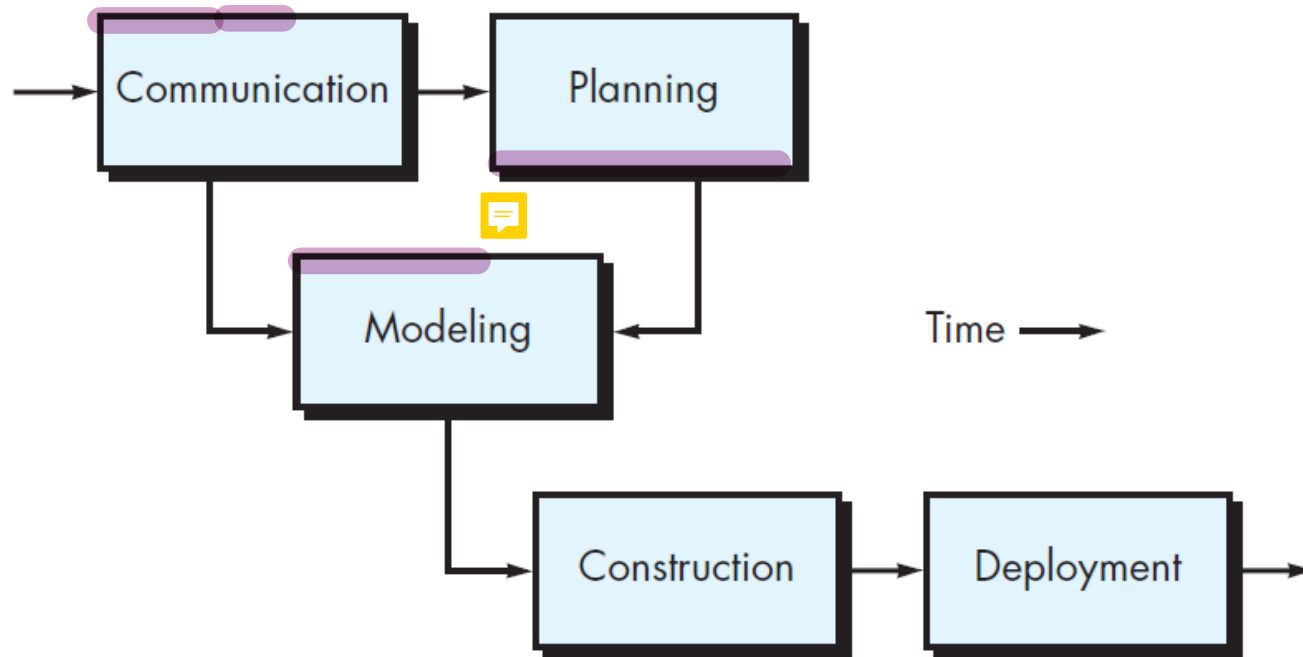 Communication
Planning
Modeling
Time
Construction
Deployment